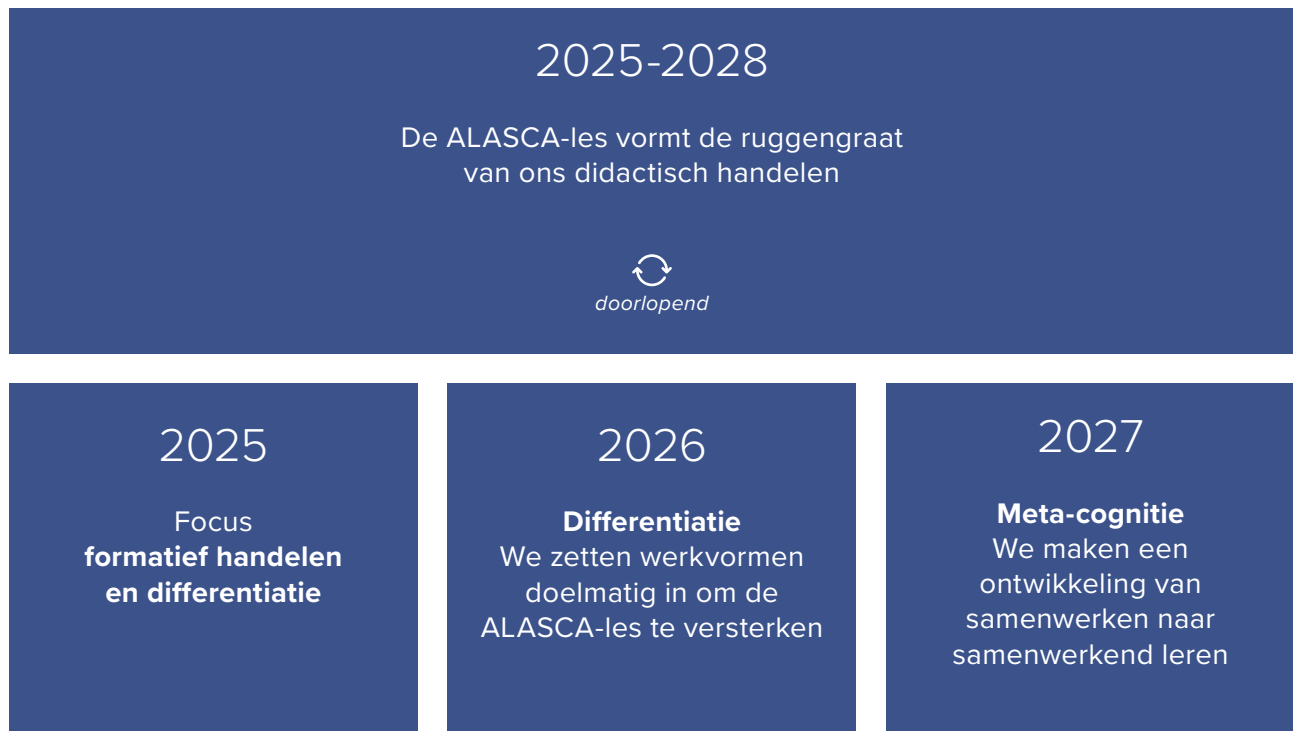 2025-2028
De ALASCA-les vormt de ruggengraat
van ons didactisch handelen
doorlopend
2025
Focus
formatief handelen
en differentiatie
2026
Differentiatie
We zetten werkvormen
doelmatig in om de
ALASCA-les te versterken
2027
Meta-cognitie
We maken een
ontwikkeling van
samenwerken naar
samenwerkend leren